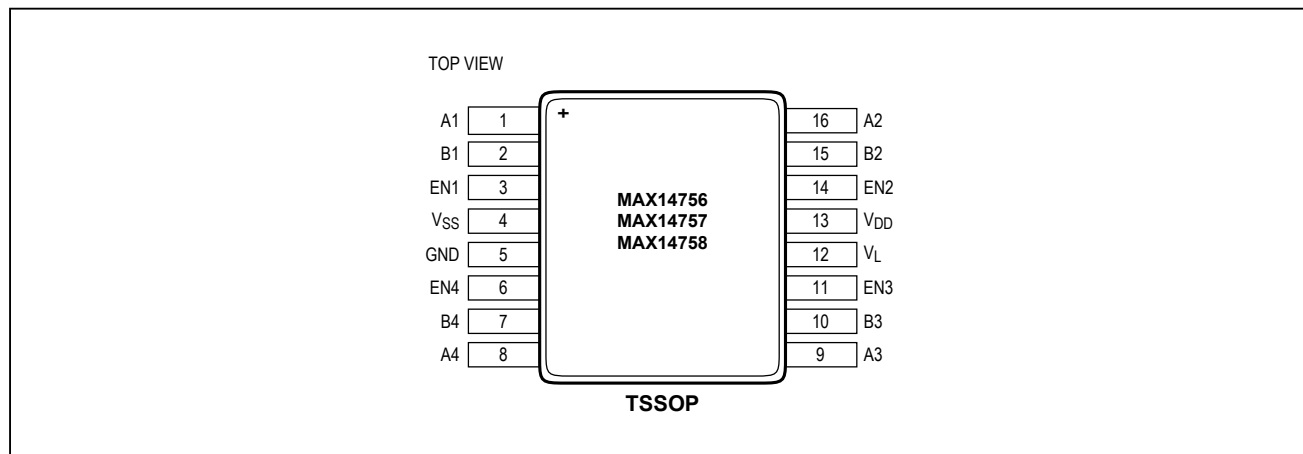 TOP VIEW
A1 1 + 16 A2
B1 2 15 B2
EN1 3 14 EN2
MAX14756
VSS 4 MAX14757 13 VDD
MAX14758
GND 5 12 VL
EN4 6 11 EN3
B4 7 10 B3
A4 8 9 A3
TSSOP